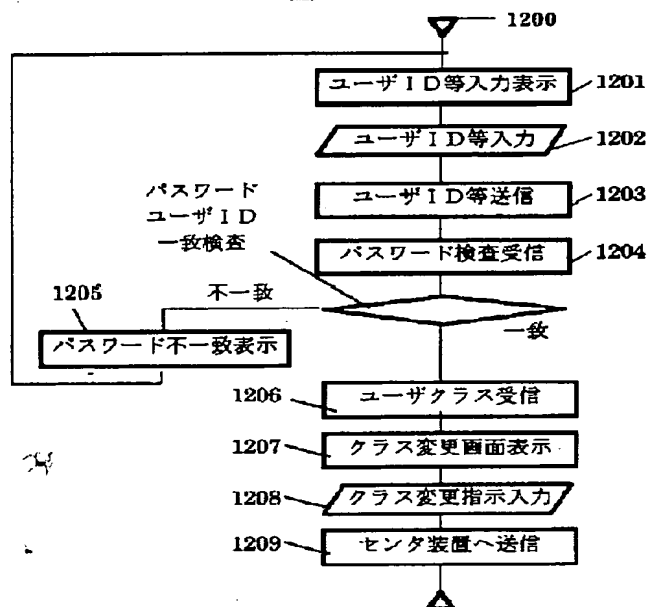 1200
ユーザID等入力表示
1201
ユーザID等入力
1202
ユーザID等送信
1203
パスワード
ユーザID
一致検査
パスワード検査受信
1204
1205
不一致
一致
パスワード不一致表示
1206
ユーザクラス受信
1207
クラス変更画面表示
1208
クラス変更指示入力
1209
センタ装置へ送信